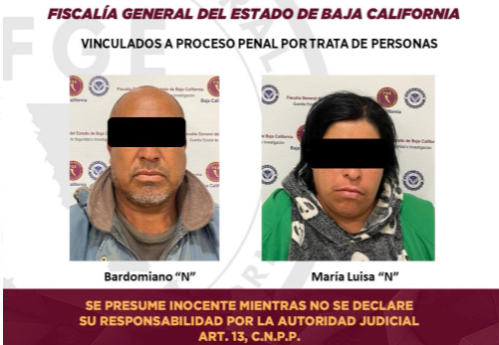 FISCALÍA GENERAL DEL ESTADO DE BAJA CALIFORNIA
VINCULADOS A PROCESO PENAL POR TRATA DE PERSONAS
Bardomiano “N”
María Luisa “N”
SE PRESUME INOCENTE MIENTRAS NO SE DECLARE
SU RESPONSABILIDAD POR LA AUTORIDAD JUDICIAL
ART. 13, C.N.P.P.